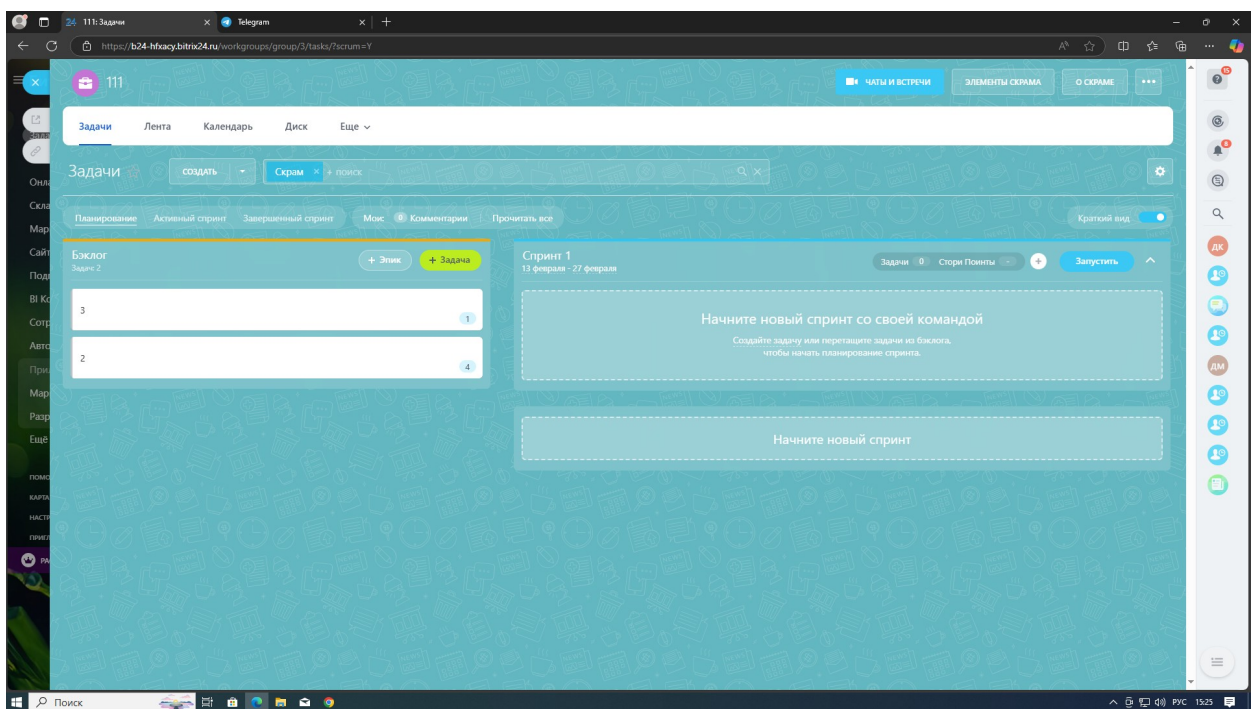 111: Задачи
Telegram
https://b24-hfxacy.bitrix24.ru/workgroups/group/3/tasks/?scrum=Y
111
ЧАТЫ И ВСТРЕЧИ
ЭЛЕМЕНТЫ СКРАМА
О СКРАМЕ
Задачи Лента Календарь Диск Еще
Задачи
СОЗДАТЬ
Скрам × + поиск
Планирование Активный спринт Завершенный спринт
Мои: 0 Комментарии Прочитать все
Краткий вид
Бэклог
Задач: 2
+ Эпик
+ Задача
3
1
2
4
Спринт 1
13 февраля - 27 февраля
Задачи 0 Стори Поинты -
Запустить
Начните новый спринт со своей командой
Создайте задачу или перетащите задачи из бэклога,
чтобы начать планирование спринта.
Начните новый спринт
15
6
ДК
ДМ
Поиск
РУС 15:25